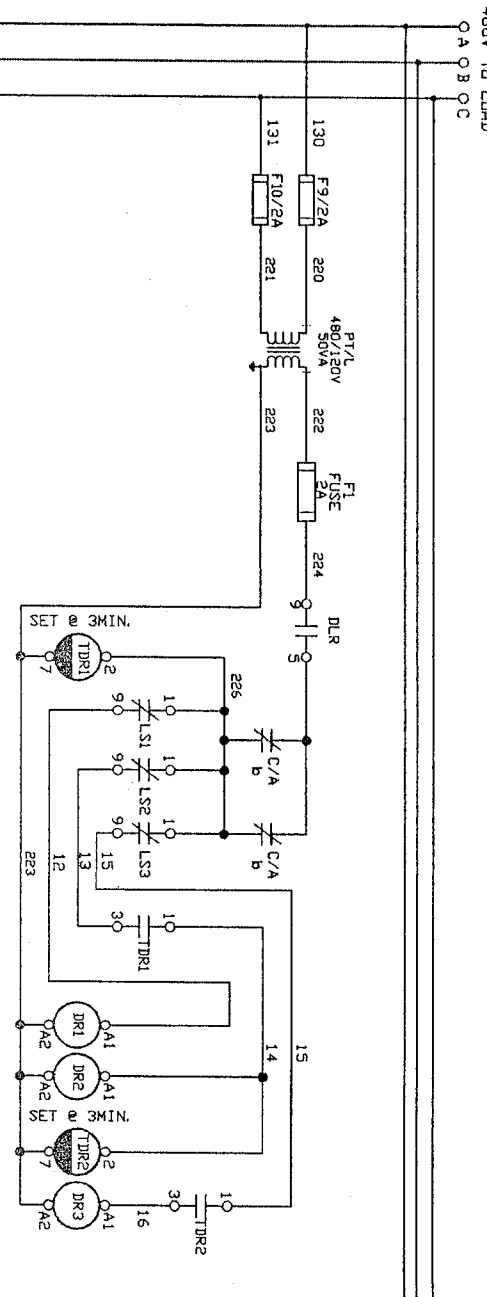 480V TO LOAD
A
B
C
131
130
F10/2A
F9/2A
221
220
PT/L
480/120V
50VA
223
222
F1
FUSE
2A
224
9
DLR
5
SET @ 3MIN.
TDR1
2
7
226
C/A
b
C/A
b
1
LS1
9
1
LS2
9
1
LS3
9
223
12
13
15
1
TDR1
3
14
15
DR1
A1
A2
DR2
A1
A2
SET @ 3MIN.
TDR2
2
7
DR3
A1
A2
16
3
TDR2
1